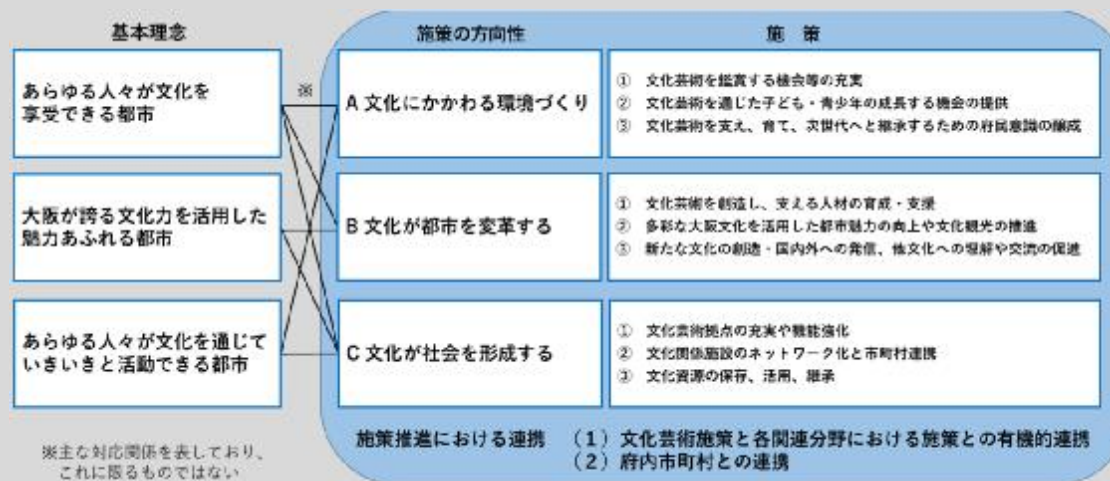 基本理念
施策の方向性
施 策
あらゆる人々が文化を
享受できる都市
※
A 文化にかかわる環境づくり
① 文化芸術を鑑賞する機会等の充実
② 文化芸術を通じた子ども・青少年の成長する機会の提供
③ 文化芸術を支え、育て、次世代へと継承するための府民意識の醸成
大阪が誇る文化力を活用した
魅力あふれる都市
B 文化が都市を変革する
① 文化芸術を創造し、支える人材の育成・支援
② 多彩な大阪文化を活用した都市魅力の向上や文化観光の推進
③ 新たな文化の創造・国内外への発信、他文化への理解や交流の促進
あらゆる人々が文化を通じて
いきいきと活動できる都市
C 文化が社会を形成する
① 文化芸術拠点の充実や機能強化
② 文化関係施設のネットワーク化と市町村連携
③ 文化資源の保存、活用、継承
施策推進における連携 （１）文化芸術施策と各関連分野における施策との有機的連携
（２）府内市町村との連携
※主な対応関係を表しており、
これに限るものではない